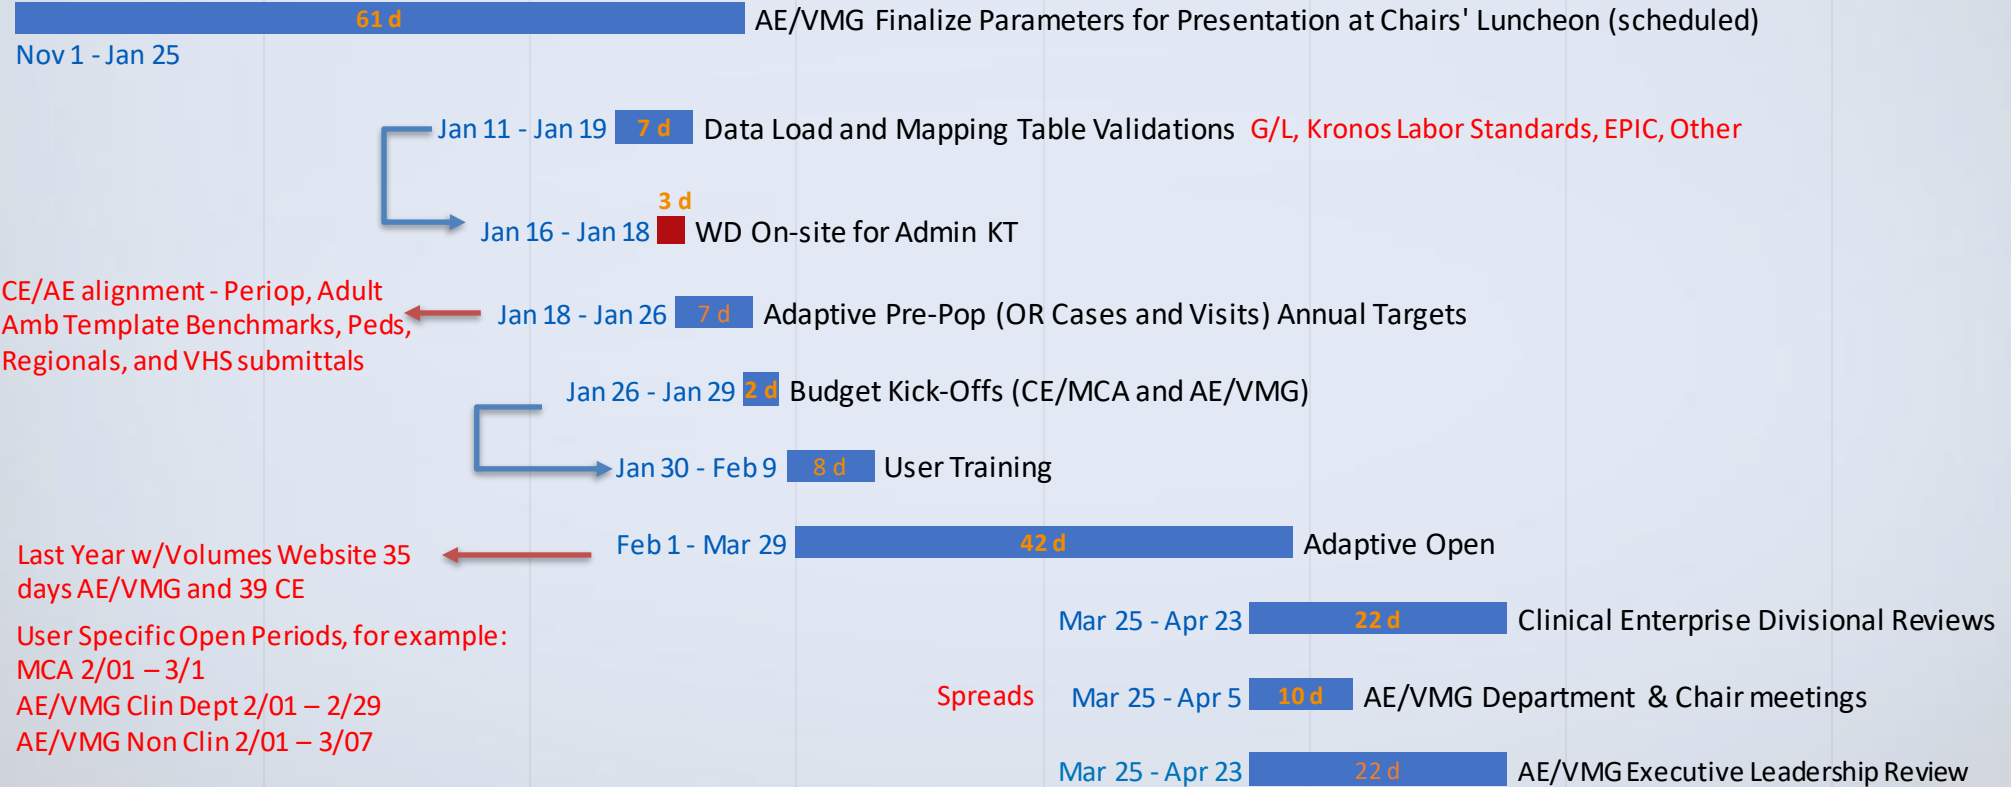 61 d AE/VMG Finalize Parameters for Presentation at Chairs' Luncheon (scheduled)
Nov 1 - Jan 25
Jan 11 - Jan 19 7 d Data Load and Mapping Table Validations G/L, Kronos Labor Standards, EPIC, Other
3 d
Jan 16 - Jan 18 WD On-site for Admin KT
CE/AE alignment - Periop, Adult
Amb Template Benchmarks, Peds,
Regionals, and VHS submittals
Jan 18 - Jan 26 7 d Adaptive Pre-Pop (OR Cases and Visits) Annual Targets
Jan 26 - Jan 29 2 d Budget Kick-Offs (CE/MCA and AE/VMG)
Jan 30 - Feb 9 8 d User Training
Feb 1 - Mar 29 42 d Adaptive Open
Last Year w/Volumes Website 35
days AE/VMG and 39 CE
User Specific Open Periods, for example:
MCA 2/01 – 3/1
AE/VMG Clin Dept 2/01 – 2/29
AE/VMG Non Clin 2/01 – 3/07
Mar 25 - Apr 23 22 d Clinical Enterprise Divisional Reviews
Spreads Mar 25 - Apr 5 10 d AE/VMG Department & Chair meetings
Mar 25 - Apr 23 22 d AE/VMG Executive Leadership Review